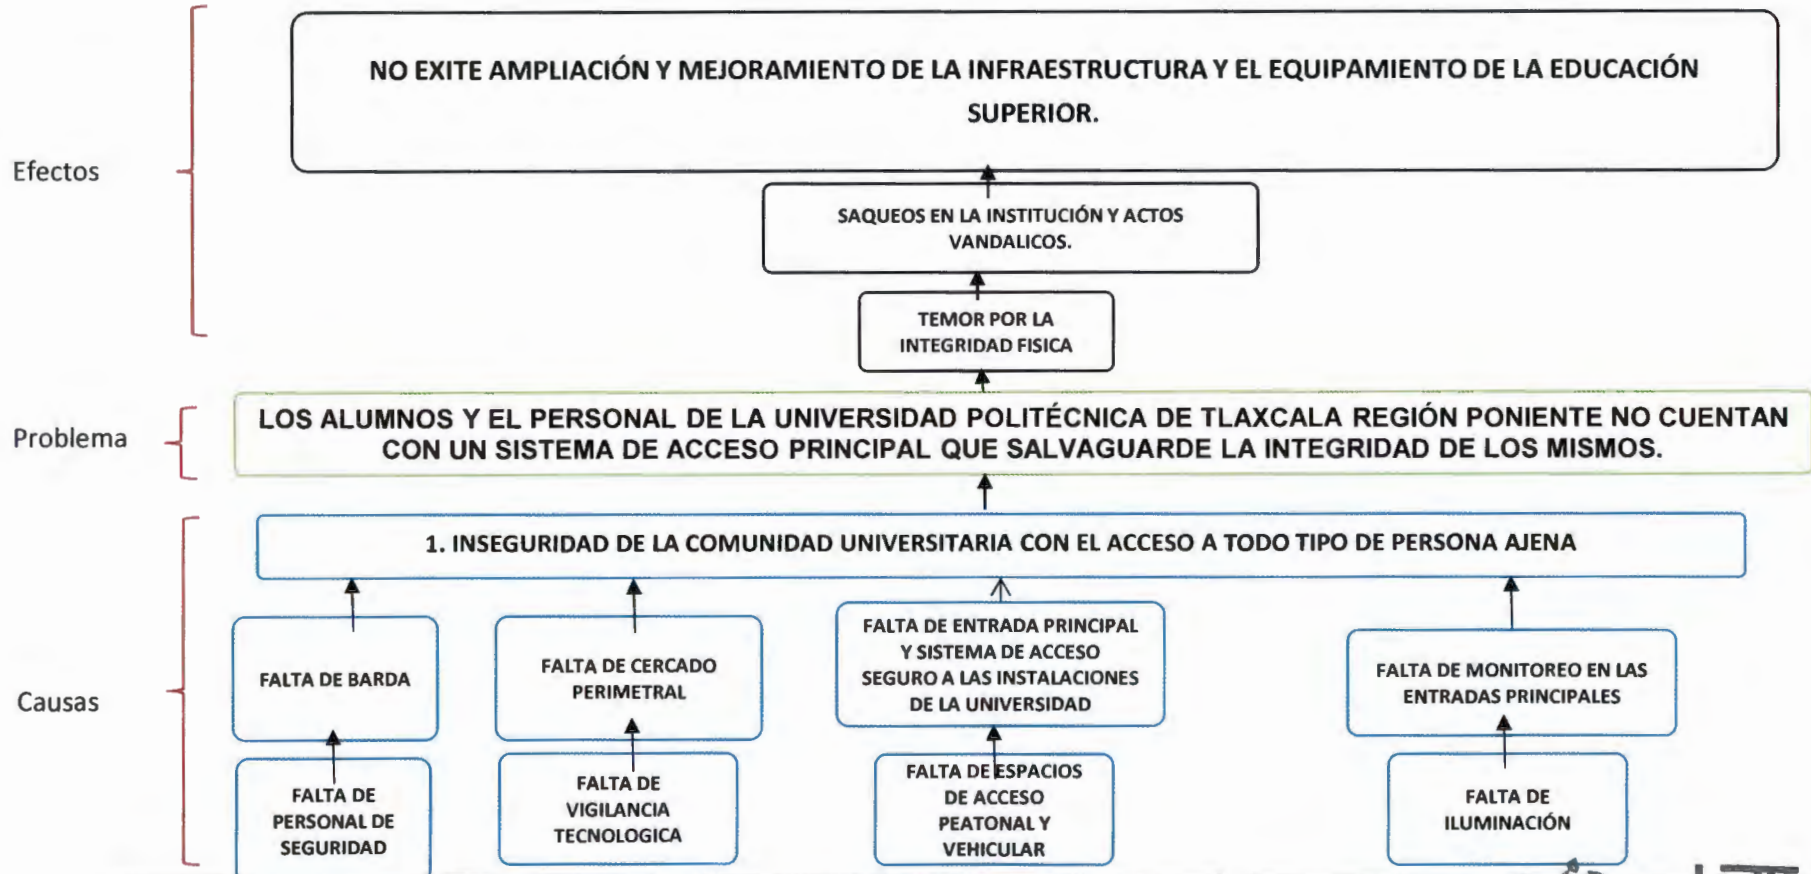 Efectos
NO EXITE AMPLIACIÓN Y MEJORAMIENTO DE LA INFRAESTRUCTURA Y EL EQUIPAMIENTO DE LA EDUCACIÓN
SUPERIOR.
SAQUEOS EN LA INSTITUCIÓN Y ACTOS
VANDALICOS.
TEMOR POR LA
INTEGRIDAD FISICA
Problema
LOS ALUMNOS Y EL PERSONAL DE LA UNIVERSIDAD POLITÉCNICA DE TLAXCALA REGIÓN PONIENTE NO CUENTAN
CON UN SISTEMA DE ACCESO PRINCIPAL QUE SALVAGUARDE LA INTEGRIDAD DE LOS MISMOS.
Causas
1. INSEGURIDAD DE LA COMUNIDAD UNIVERSITARIA CON EL ACCESO A TODO TIPO DE PERSONA AJENA
FALTA DE BARDA
FALTA DE CERCADO
PERIMETRAL
FALTA DE ENTRADA PRINCIPAL
Y SISTEMA DE ACCESO
SEGURO A LAS INSTALACIONES
DE LA UNIVERSIDAD
FALTA DE MONITOREO EN LAS
ENTRADAS PRINCIPALES
FALTA DE
PERSONAL DE
SEGURIDAD
FALTA DE
VIGILANCIA
TECNOLOGICA
FALTA DE ESPACIOS
DE ACCESO
PEATONAL Y
VEHICULAR
FALTA DE
ILUMINACIÓN